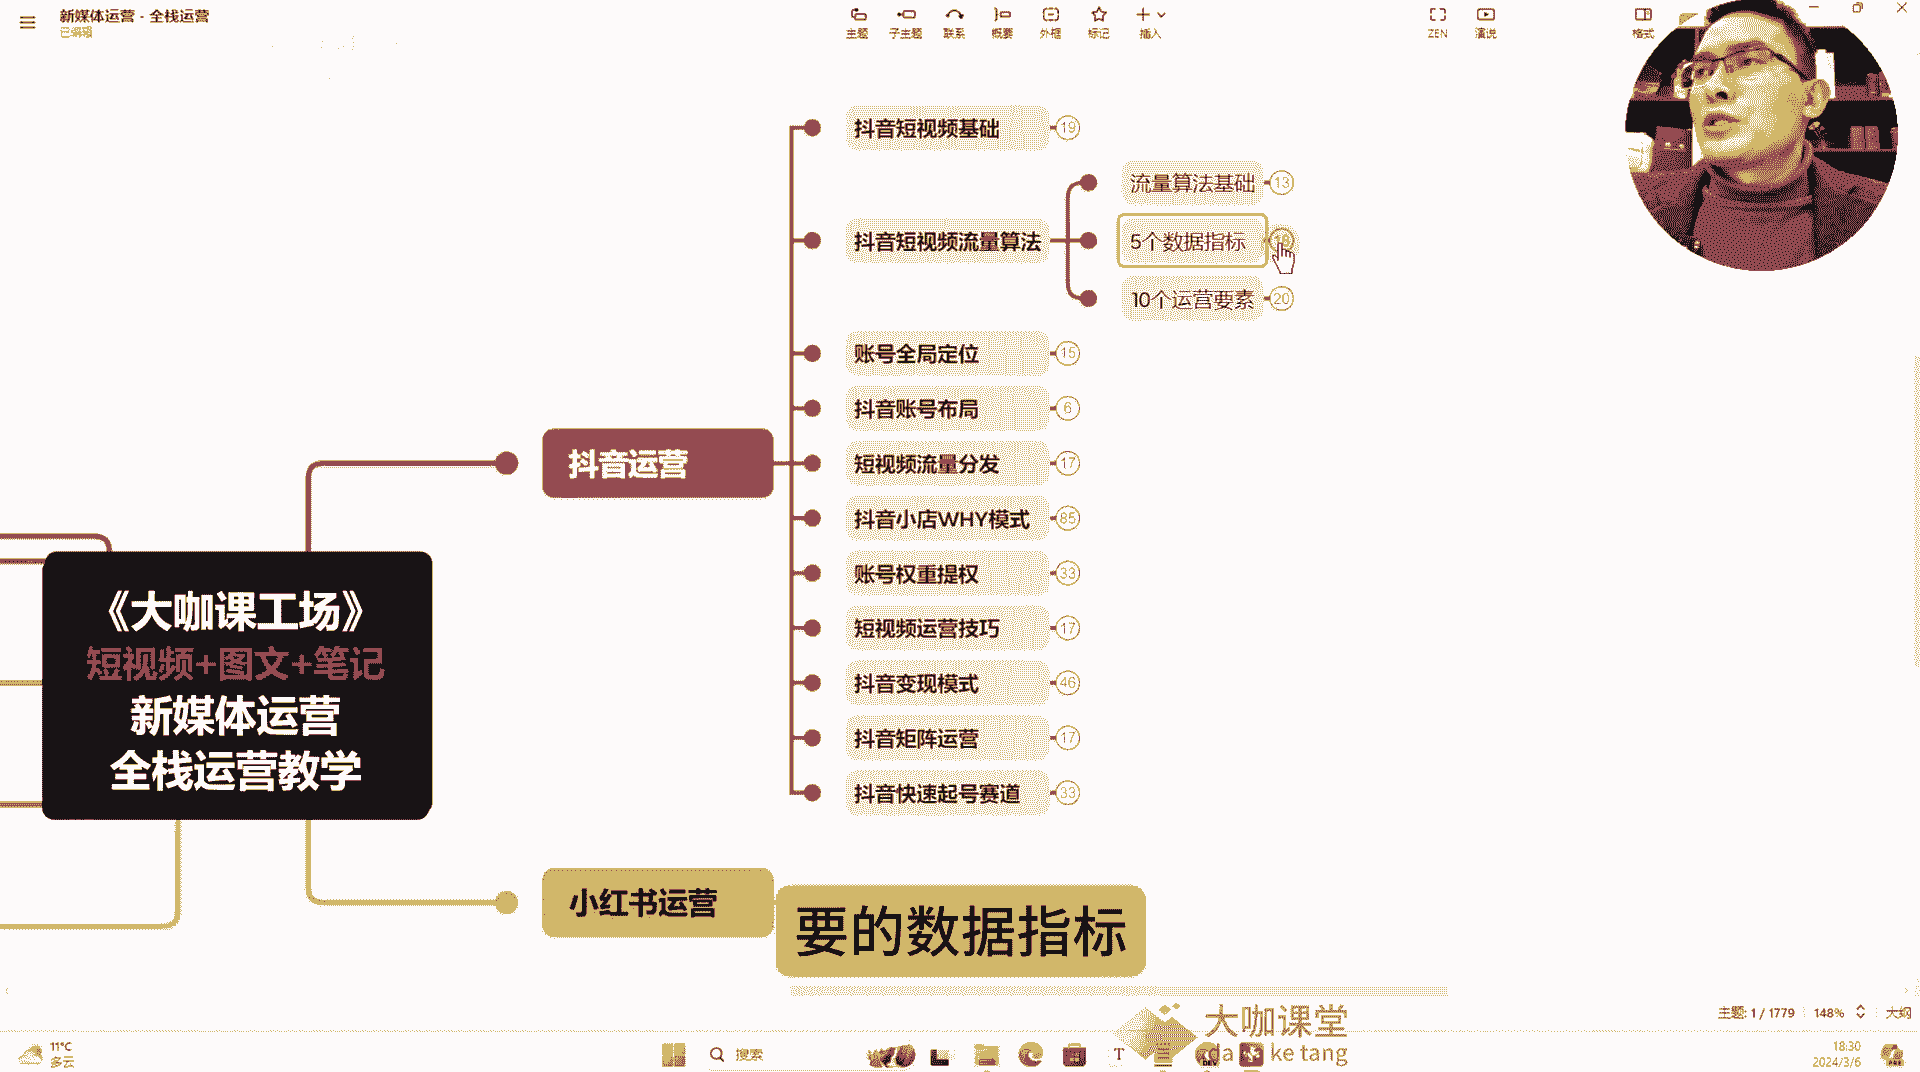 新媒体运营 - 全栈运营
已编辑
主题
子主题
联系
概要
外框
标记
插入
ZEN
演说
格式
抖音短视频基础
19
抖音短视频流量算法
流量算法基础
13
5个数据指标
10个运营要素
20
账号全局定位
15
抖音账号布局
6
短视频流量分发
17
抖音小店WHY模式
85
账号权重提权
33
短视频运营技巧
17
抖音变现模式
46
抖音矩阵运营
17
抖音快速起号赛道
33
抖音运营
《大咖课工场》
短视频+图文+笔记
新媒体运营
全栈运营教学
小红书运营
要的数据指标
大咖课堂
da ke tang
主题: 1 / 1779
148%
大纲
11°C
多云
搜索
18:30
2024/3/6